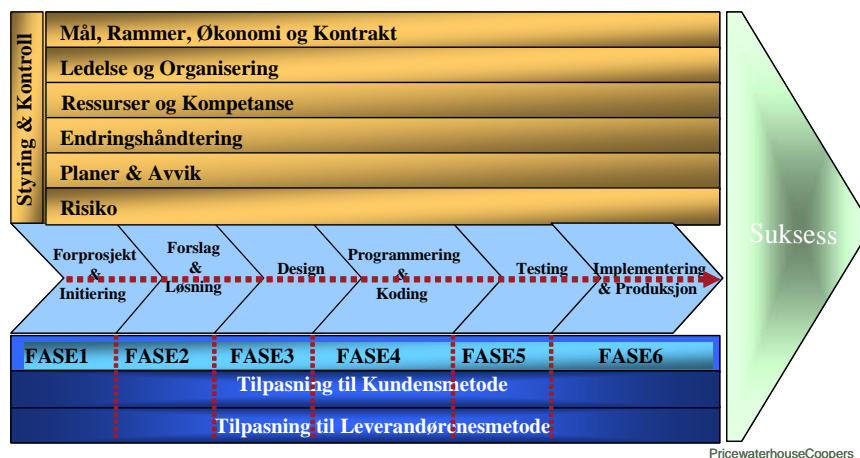 Styring & Kontroll
Mål, Rammer, Økonomi og Kontrakt
Ledelse og Organisering
Ressurser og Kompetanse
Endringshåndtering
Planer & Avvik
Risiko
Forprosjekt
&
Initiering
Forslag
&
Løsning
Design
Programmering
&
Koding
Testing
Implementering
& Produksjon
Suksess
FASE1 FASE2 FASE3 FASE4 FASE5 FASE6
Tilpasning til Kundensmetode
Tilpasning til Leverandørenesmetode
PricewaterhouseCoopers